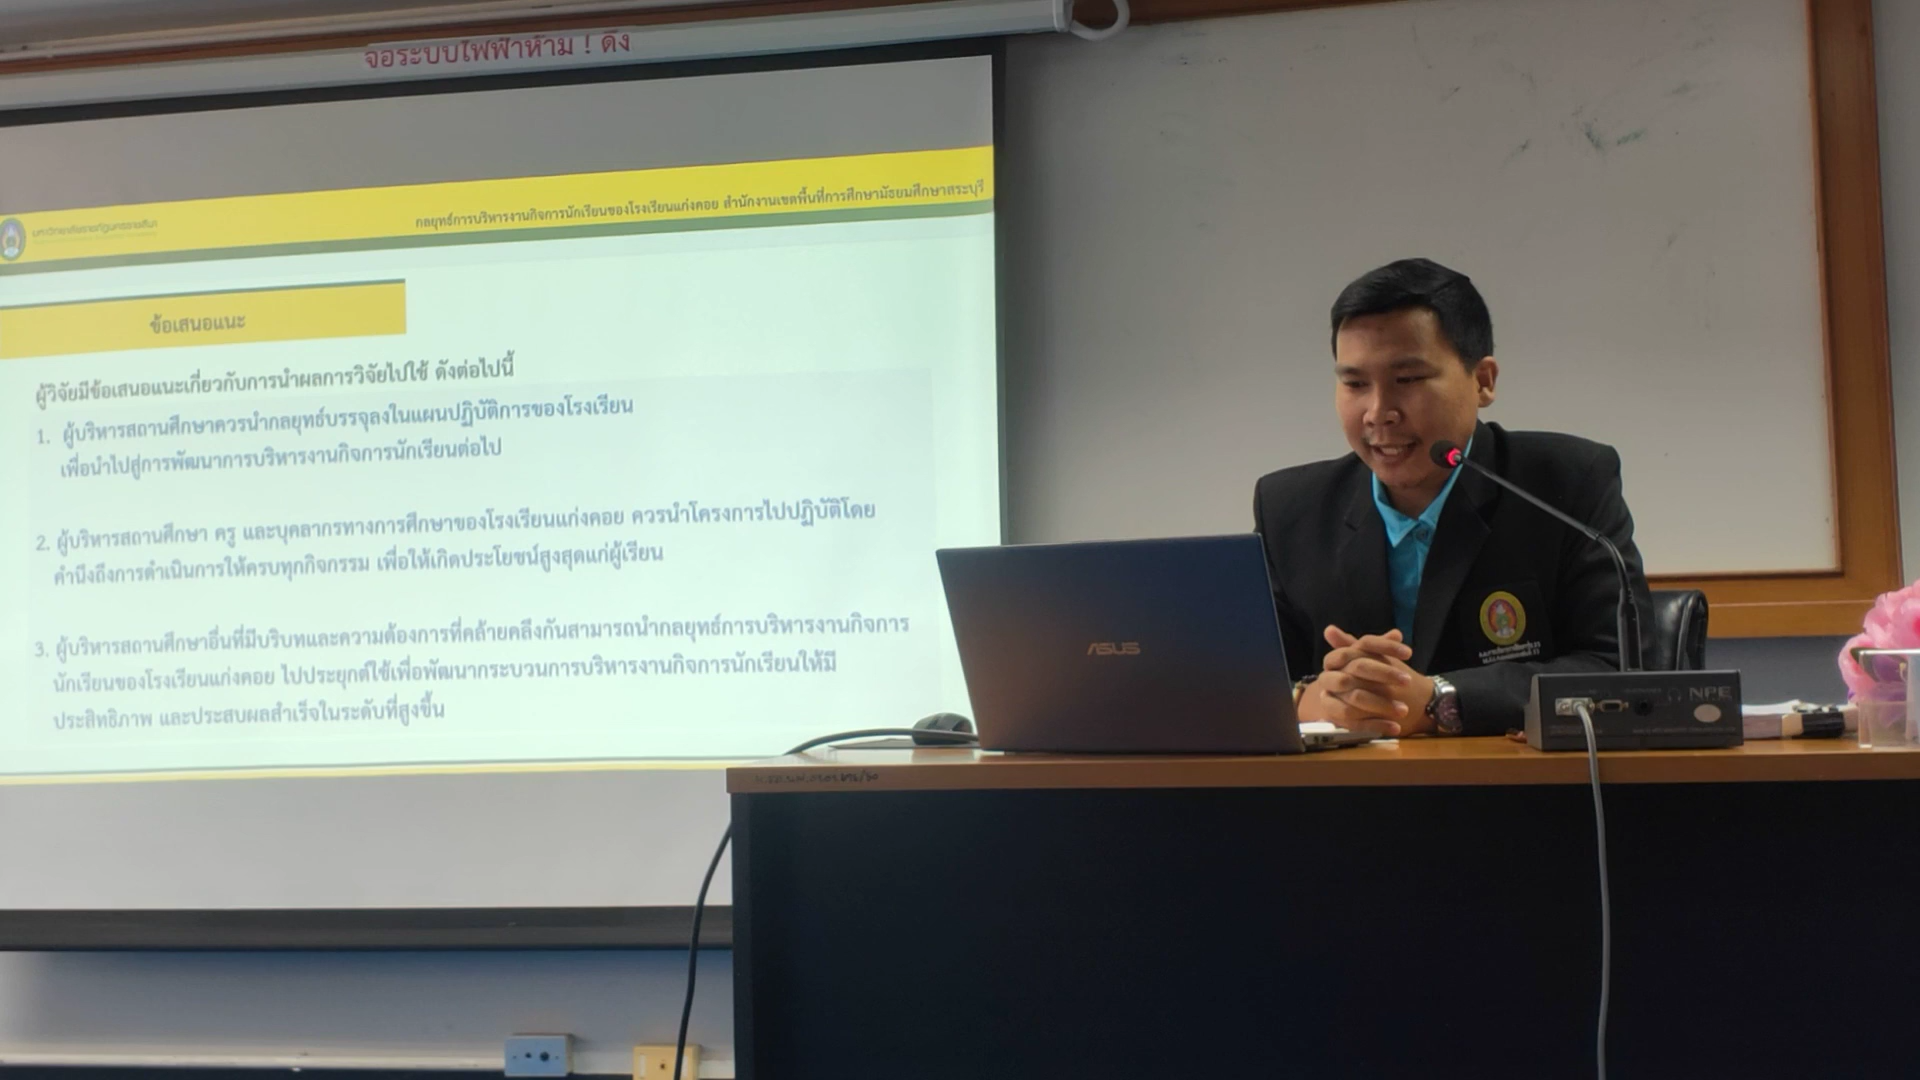 จอระบบไฟฟ้าห้าม ! ดึง
มหาวิทยาลัยราชภัฏนครราชสีมา
กลยุทธ์การบริหารงานกิจการนักเรียนของโรงเรียนแก่งคอย สำนักงานเขตพื้นที่การศึกษามัธยมศึกษาสระบุรี
ข้อเสนอแนะ
ผู้วิจัยมีข้อเสนอแนะเกี่ยวกับการนำผลการวิจัยไปใช้ ดังต่อไปนี้
1. ผู้บริหารสถานศึกษาควรนำกลยุทธ์บรรจุลงในแผนปฏิบัติการของโรงเรียน
เพื่อนำไปสู่การพัฒนาการบริหารงานกิจการนักเรียนต่อไป
2. ผู้บริหารสถานศึกษา ครู และบุคลากรทางการศึกษาของโรงเรียนแก่งคอย ควรนำโครงการไปปฏิบัติโดย
คำนึงถึงการดำเนินการให้ครบทุกกิจกรรม เพื่อให้เกิดประโยชน์สูงสุดแก่ผู้เรียน
3. ผู้บริหารสถานศึกษาอื่นที่มีบริบทและความต้องการที่คล้ายคลึงกันสามารถนำกลยุทธ์การบริหารงานกิจการ
นักเรียนของโรงเรียนแก่งคอย ไปประยุกต์ใช้เพื่อพัฒนากระบวนการบริหารงานกิจการนักเรียนให้มี
ประสิทธิภาพ และประสบผลสำเร็จในระดับที่สูงขึ้น
ASUS
NPE